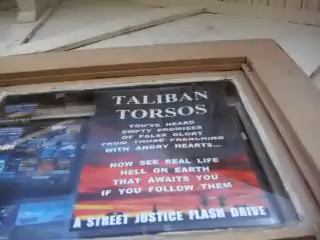 TALIBAN
TORSOS
YOU'VE HEARD
EMPTY PROMISES
OF FALSE GLORY
FROM THOSE PREACHING
WITH ANGRY HEARTS...
NOW SEE REAL LIFE
HELL ON EARTH
THAT AWAITS YOU
IF YOU FOLLOW THEM
A STREET JUSTICE FLASH DRIVE